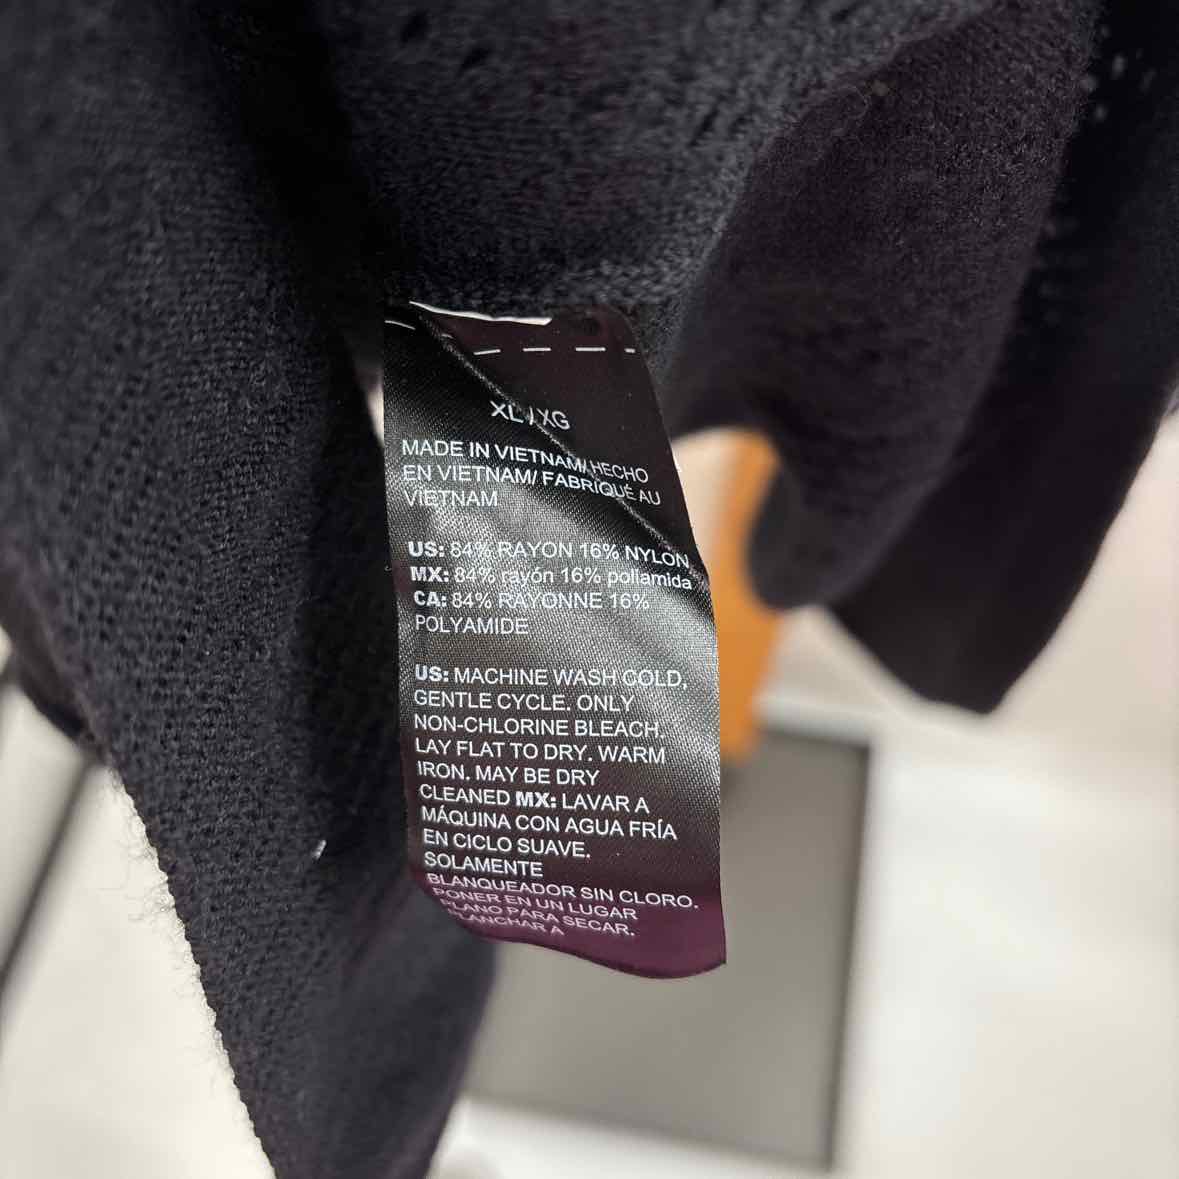 XL / XG
MADE IN VIETNAM/ HECHO
EN VIETNAM/ FABRIQUÉ AU
VIETNAM
US: 84% RAYON 16% NYLON
MX: 84% rayón 16% poliamida
CA: 84% RAYONNE 16%
POLYAMIDE
US: MACHINE WASH COLD,
GENTLE CYCLE. ONLY
NON-CHLORINE BLEACH.
LAY FLAT TO DRY. WARM
IRON. MAY BE DRY
CLEANED MX: LAVAR A
MÁQUINA CON AGUA FRÍA
EN CICLO SUAVE.
SOLAMENTE
BLANQUEADOR SIN CLORO.
PONER EN UN LUGAR
PLANO PARA SECAR.
PLANCHAR A